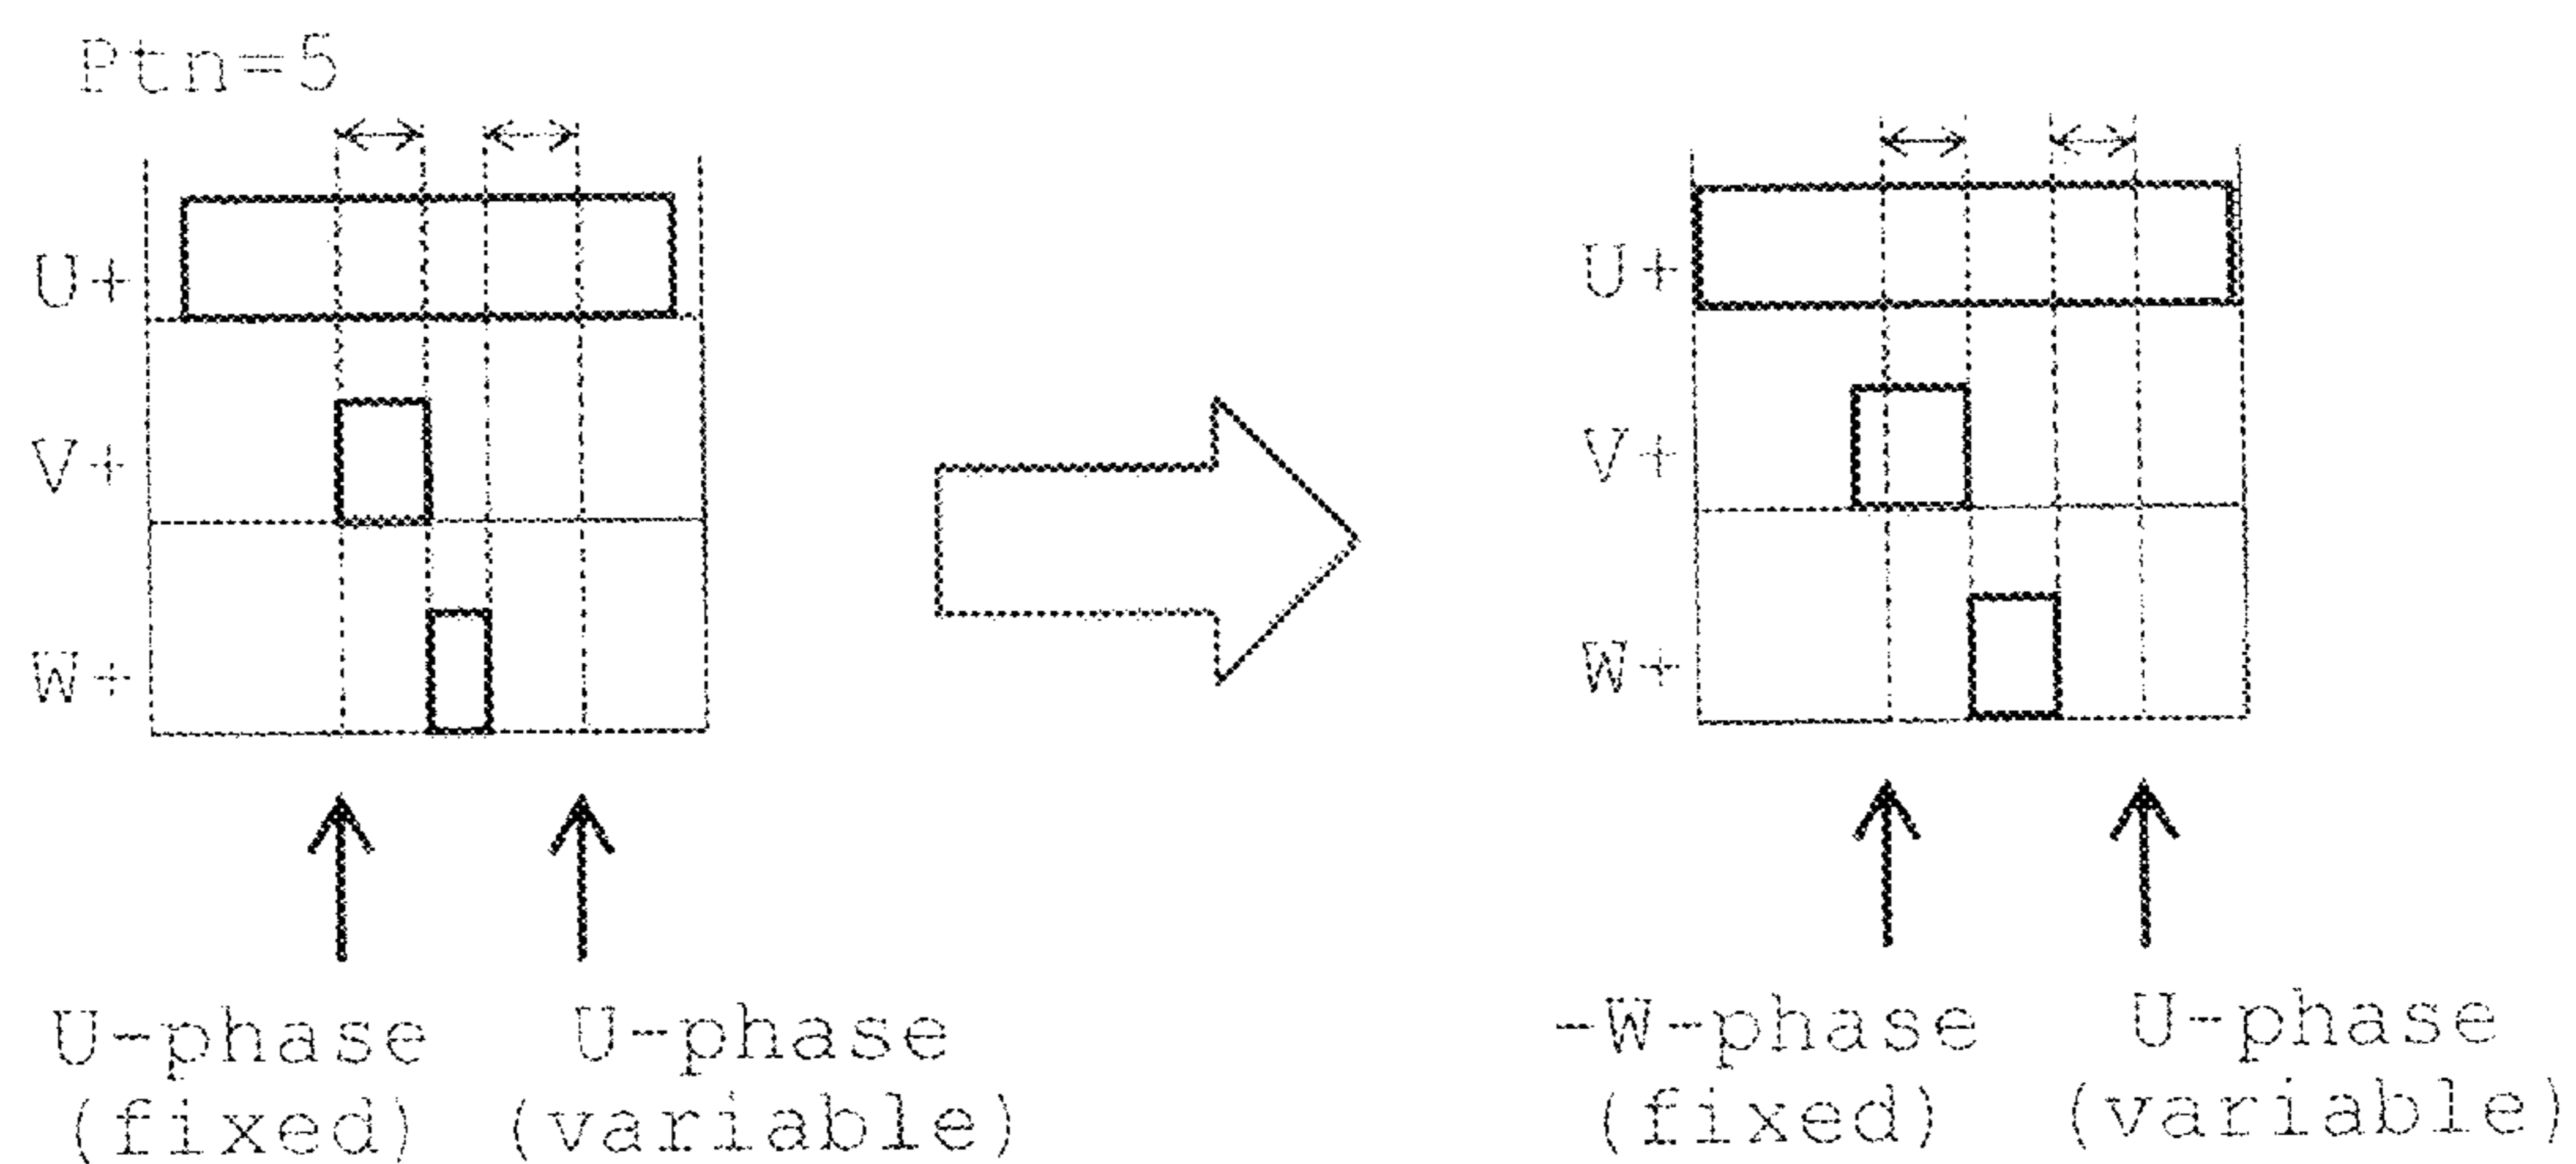 Ptn=5
U+
V+
W+
U-phase
(fixed)
U-phase
(variable)
U+
V+
W+
-W-phase
(fixed)
U-phase
(variable)